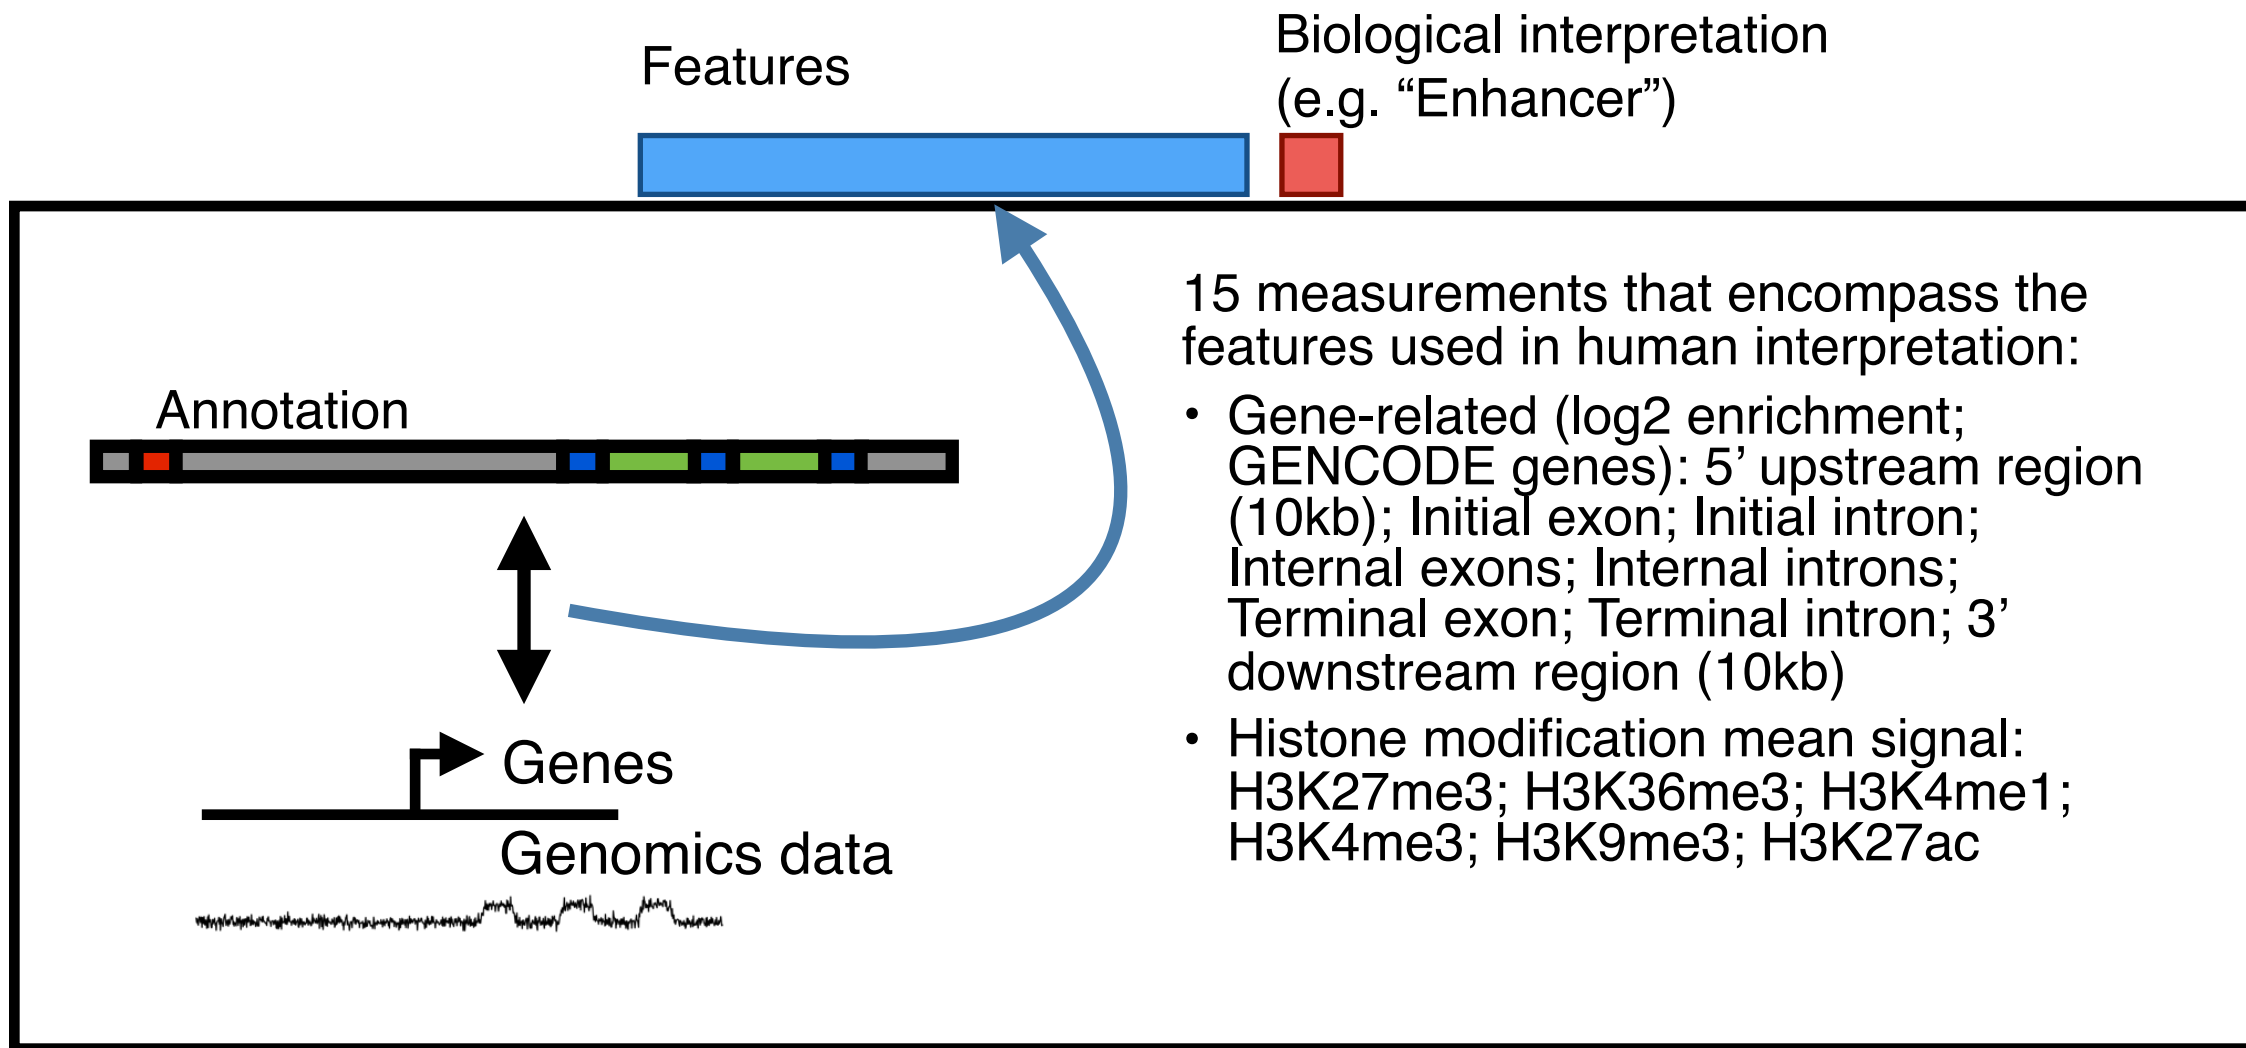 Features
Biological interpretation
(e.g. “Enhancer”)
Annotation
Genes
Genomics data
15 measurements that encompass the
features used in human interpretation:
• Gene-related (log2 enrichment;
GENCODE genes): 5’ upstream region
(10kb); Initial exon; Initial intron;
Internal exons; Internal introns;
Terminal exon; Terminal intron; 3’
downstream region (10kb)
• Histone modification mean signal:
H3K27me3; H3K36me3; H3K4me1;
H3K4me3; H3K9me3; H3K27ac